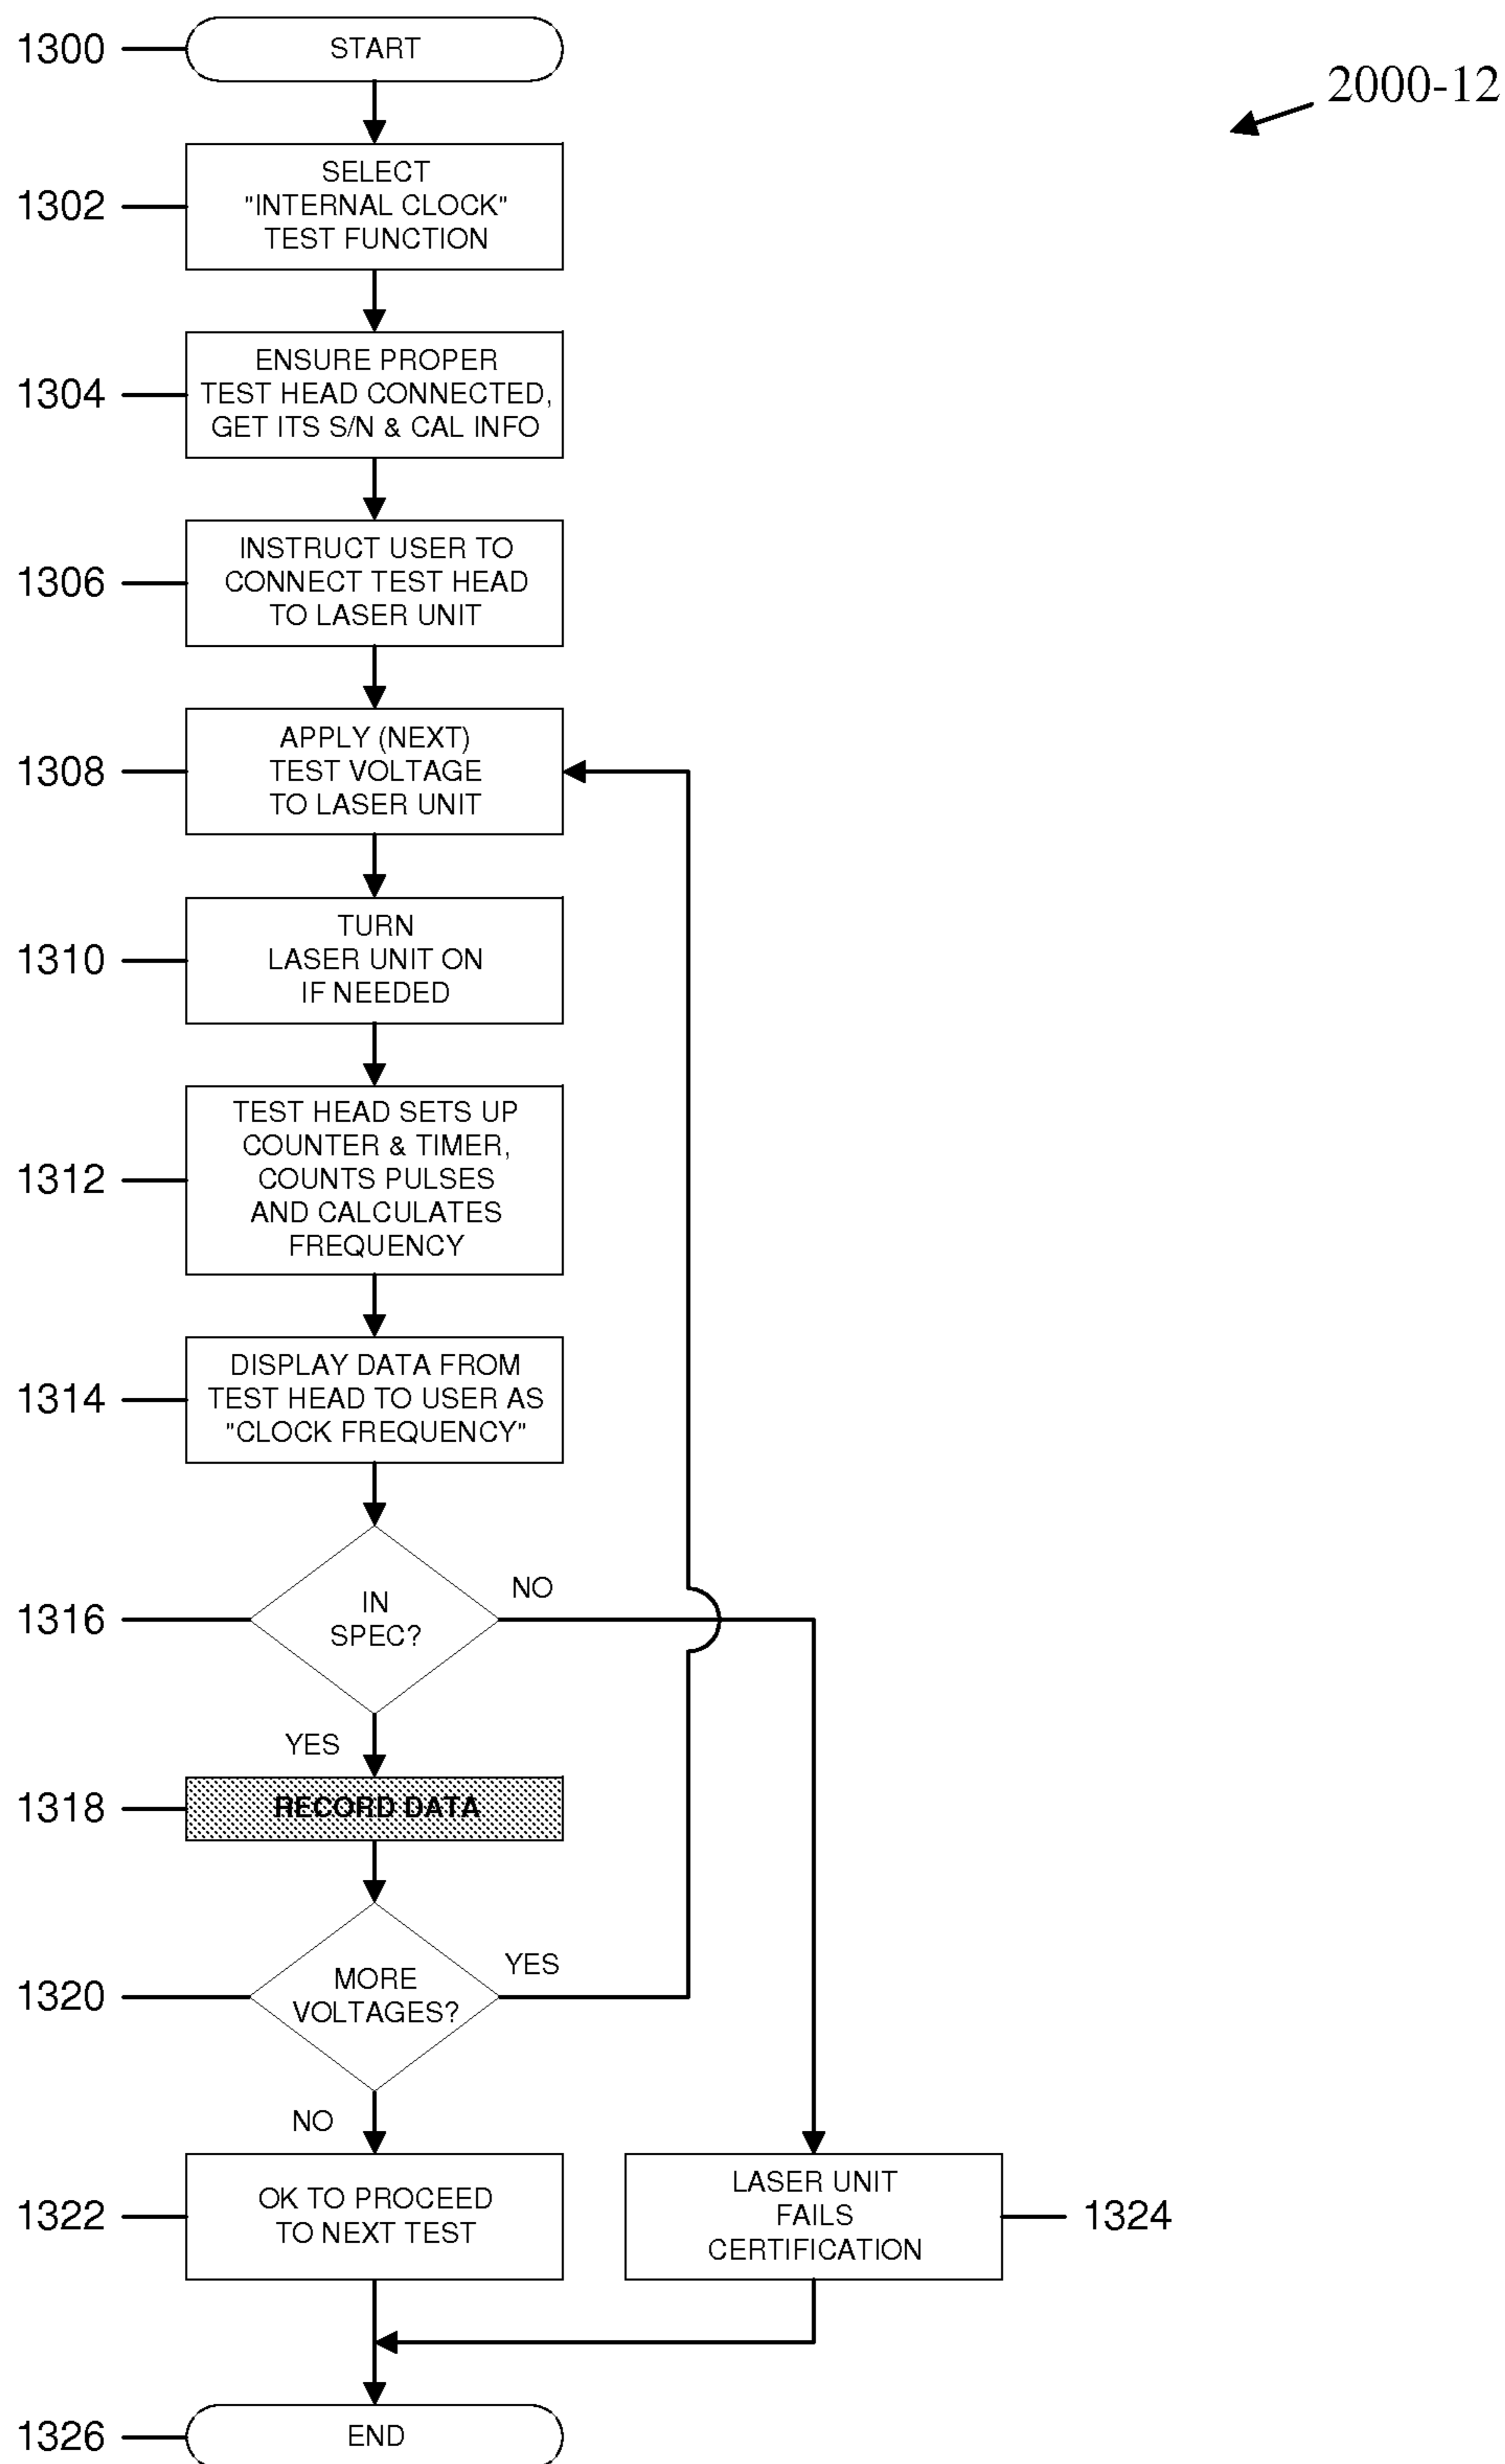 1300
START
2000-12
1302
SELECT
"INTERNAL CLOCK"
TEST FUNCTION
1304
ENSURE PROPER
TEST HEAD CONNECTED,
GET ITS S/N & CAL INFO
1306
INSTRUCT USER TO
CONNECT TEST HEAD
TO LASER UNIT
1308
APPLY (NEXT)
TEST VOLTAGE
TO LASER UNIT
1310
TURN
LASER UNIT ON
IF NEEDED
1312
TEST HEAD SETS UP
COUNTER & TIMER,
COUNTS PULSES
AND CALCULATES
FREQUENCY
1314
DISPLAY DATA FROM
TEST HEAD TO USER AS
"CLOCK FREQUENCY"
1316
IN
SPEC?
NO
YES
1318
RECORD DATA
1320
MORE
VOLTAGES?
YES
NO
1322
OK TO PROCEED
TO NEXT TEST
LASER UNIT
FAILS
CERTIFICATION
1324
1326
END